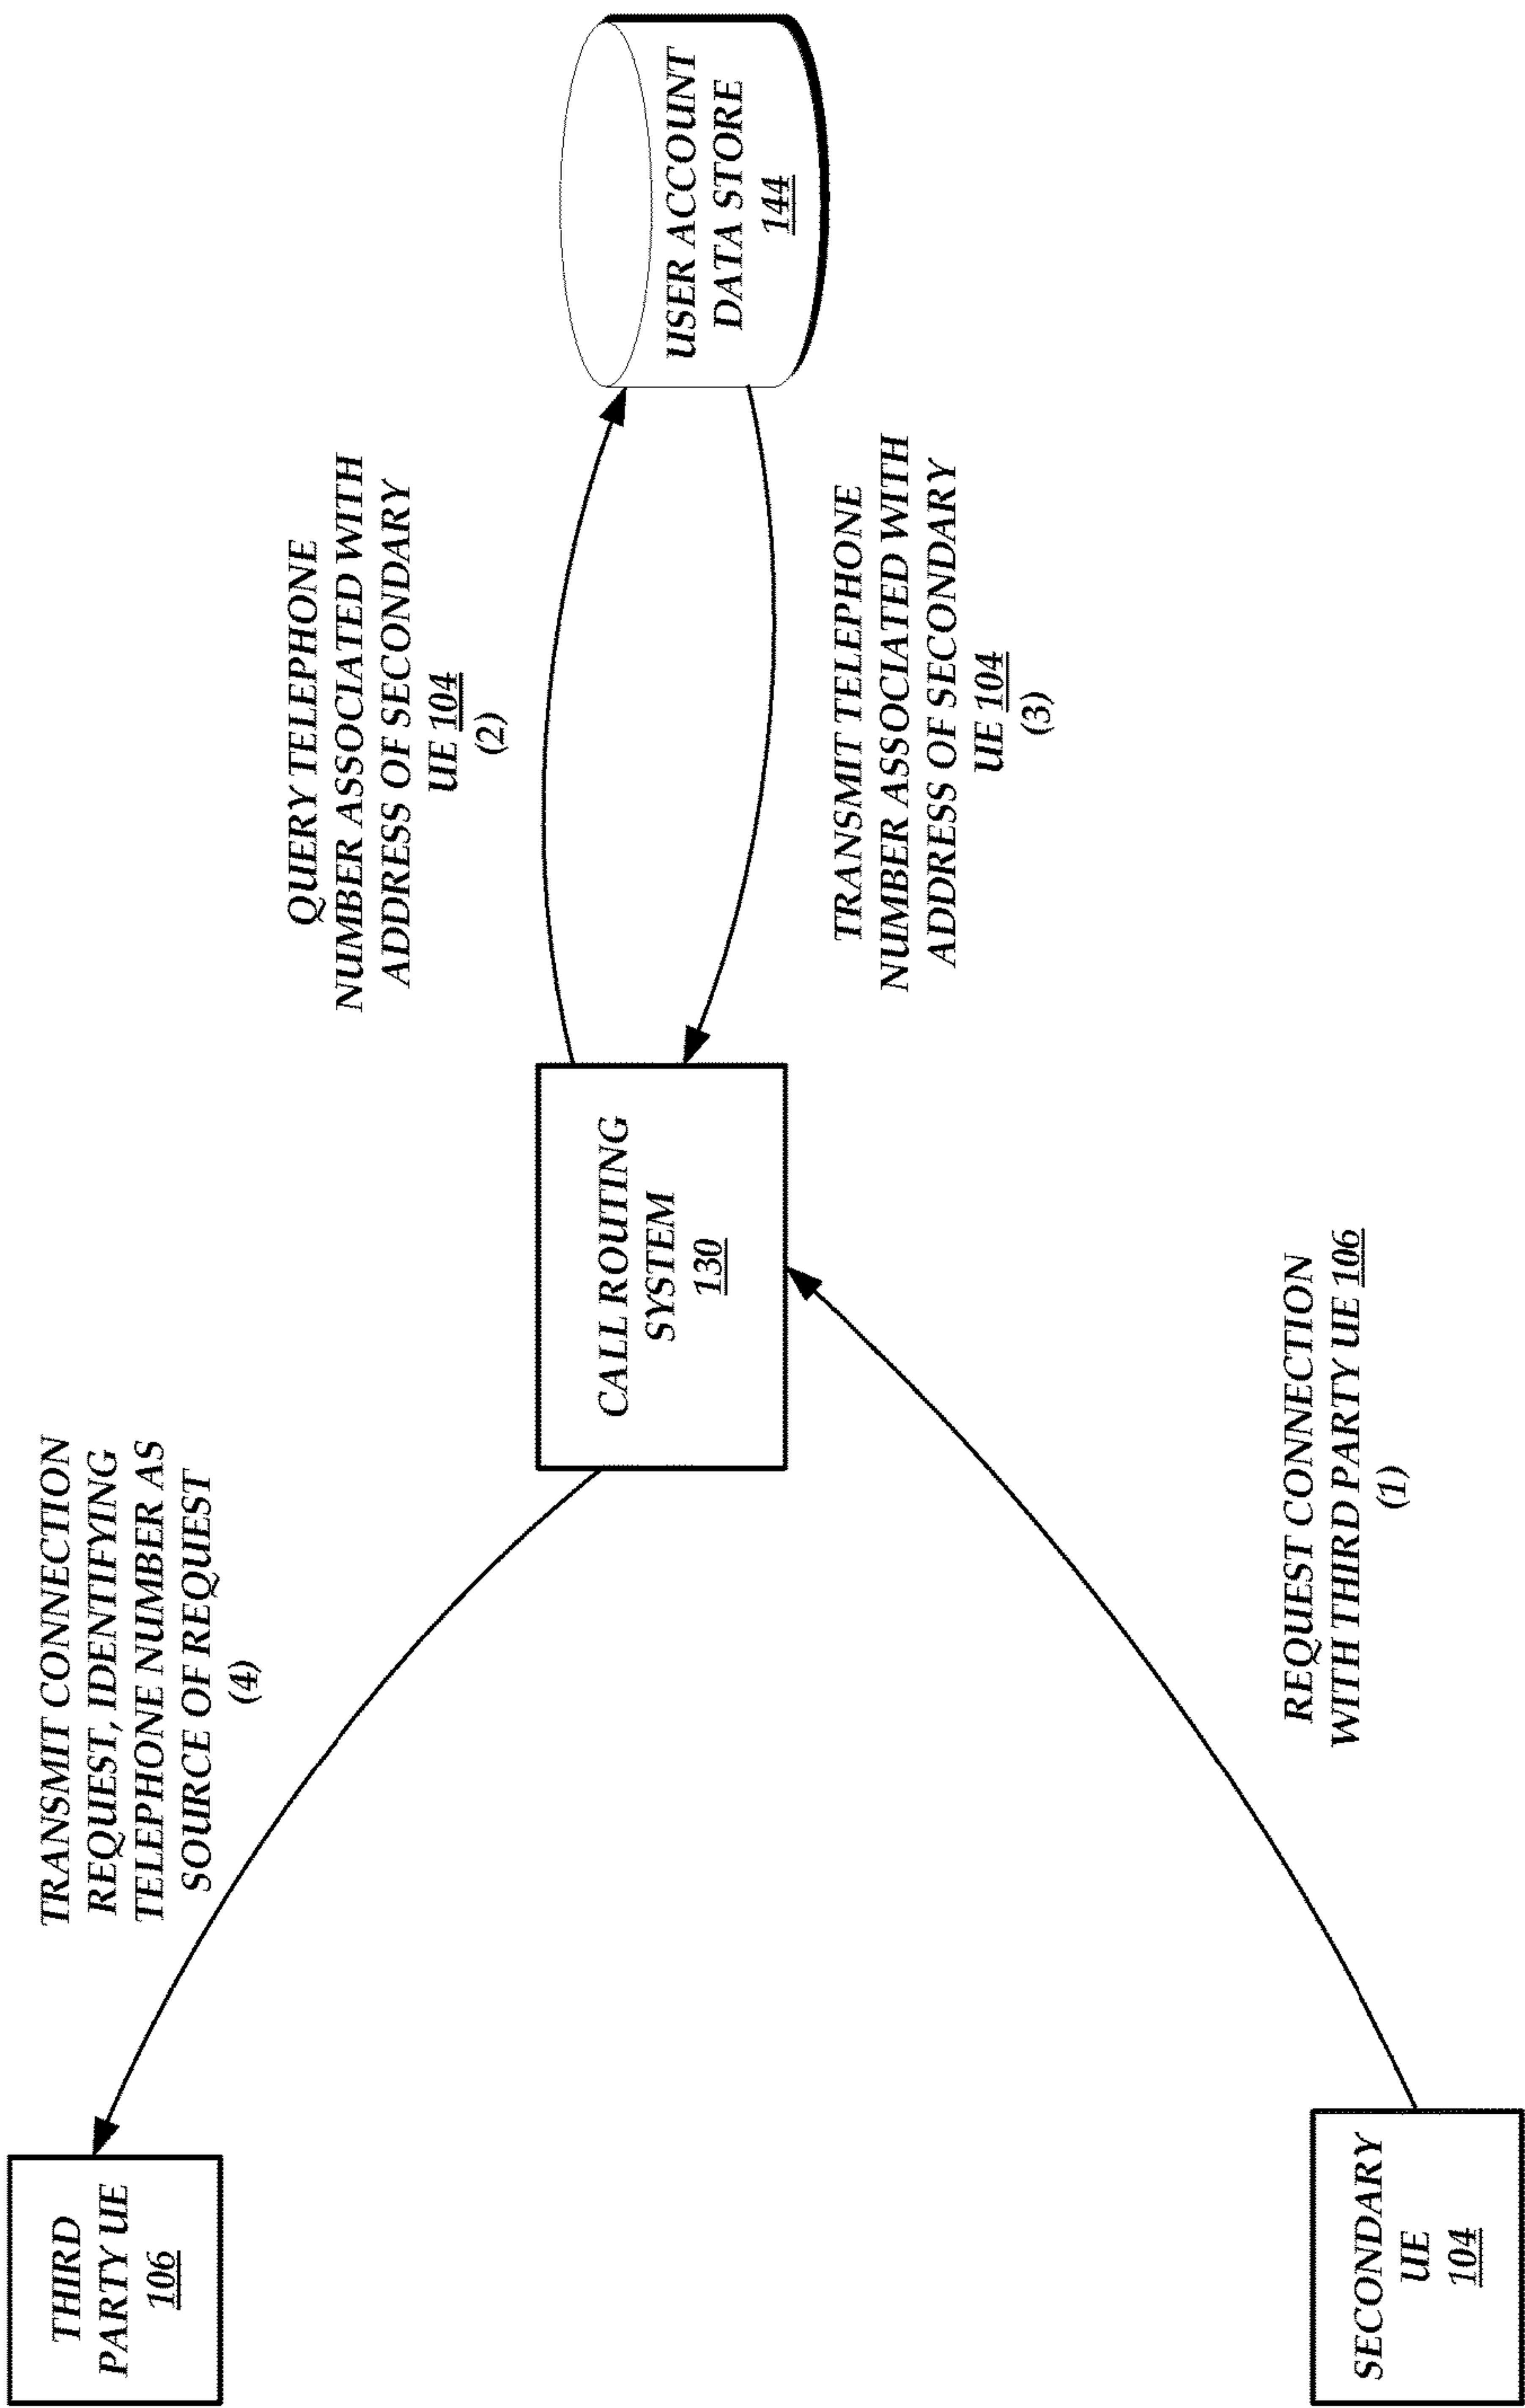 THIRD
PARTY UE
106
TRANSMIT CONNECTION
REQUEST, IDENTIFYING
TELEPHONE NUMBER AS
SOURCE OF REQUEST
(4)
QUERY TELEPHONE
NUMBER ASSOCIATED WITH
ADDRESS OF SECONDARY
UE 104
(2)
CALL ROUTING
SYSTEM
130
USER ACCOUNT
DATA STORE
144
TRANSMIT TELEPHONE
NUMBER ASSOCIATED WITH
ADDRESS OF SECONDARY
UE 104
(3)
REQUEST CONNECTION
WITH THIRD PARTY UE 106
(1)
SECONDARY
UE
104